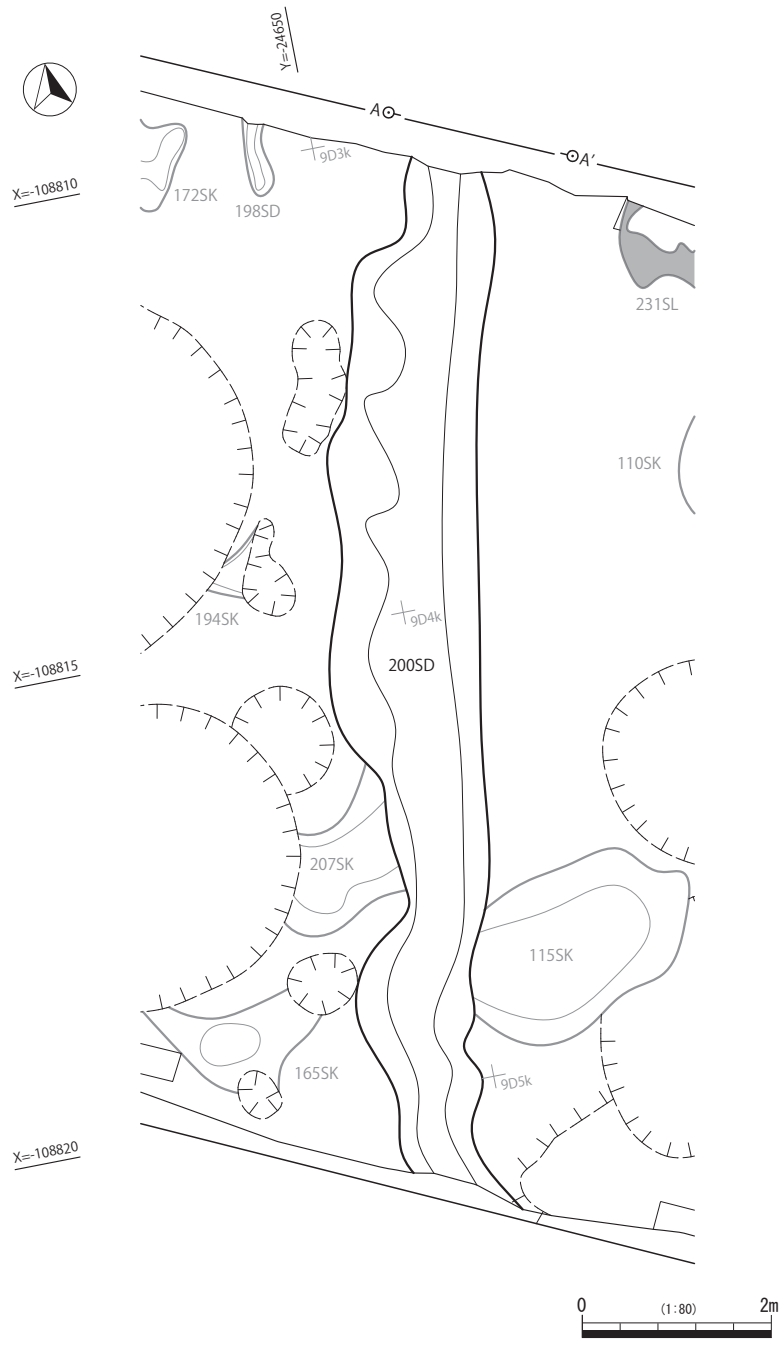 Y=-24650
A
A'
9D3k
X=-108810
172SK
198SD
231SL
110SK
9D4k
194SK
X=-108815
200SD
207SK
115SK
165SK
9D5k
X=-108820
0 (1:80) 2m